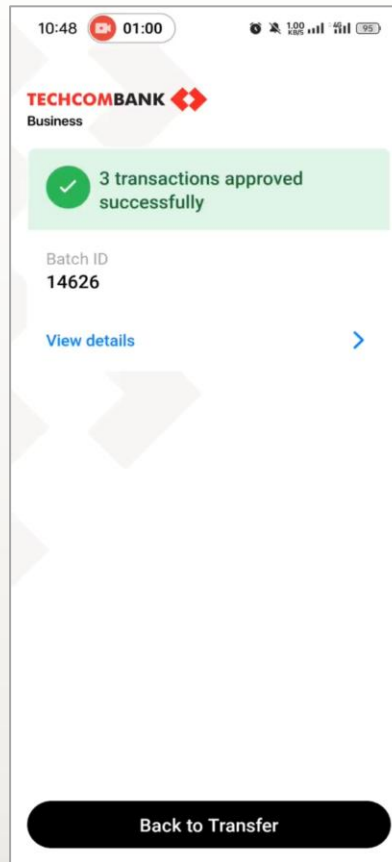 10:48 01:00 1.00 KB/S 4G 95
TECHCOMBANK
Business
3 transactions approved
successfully
Batch ID
14626
View details
Back to Transfer